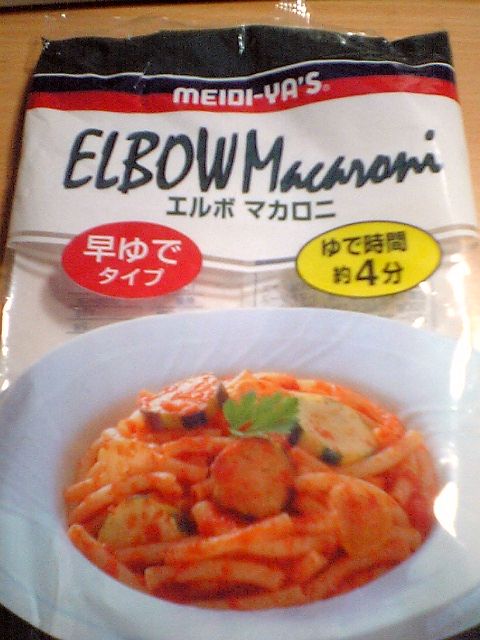 MEIDI-YA'S®
ELBOW Macaroni
エルボ マカロニ
早ゆで
タイプ
ゆで時間
約4分